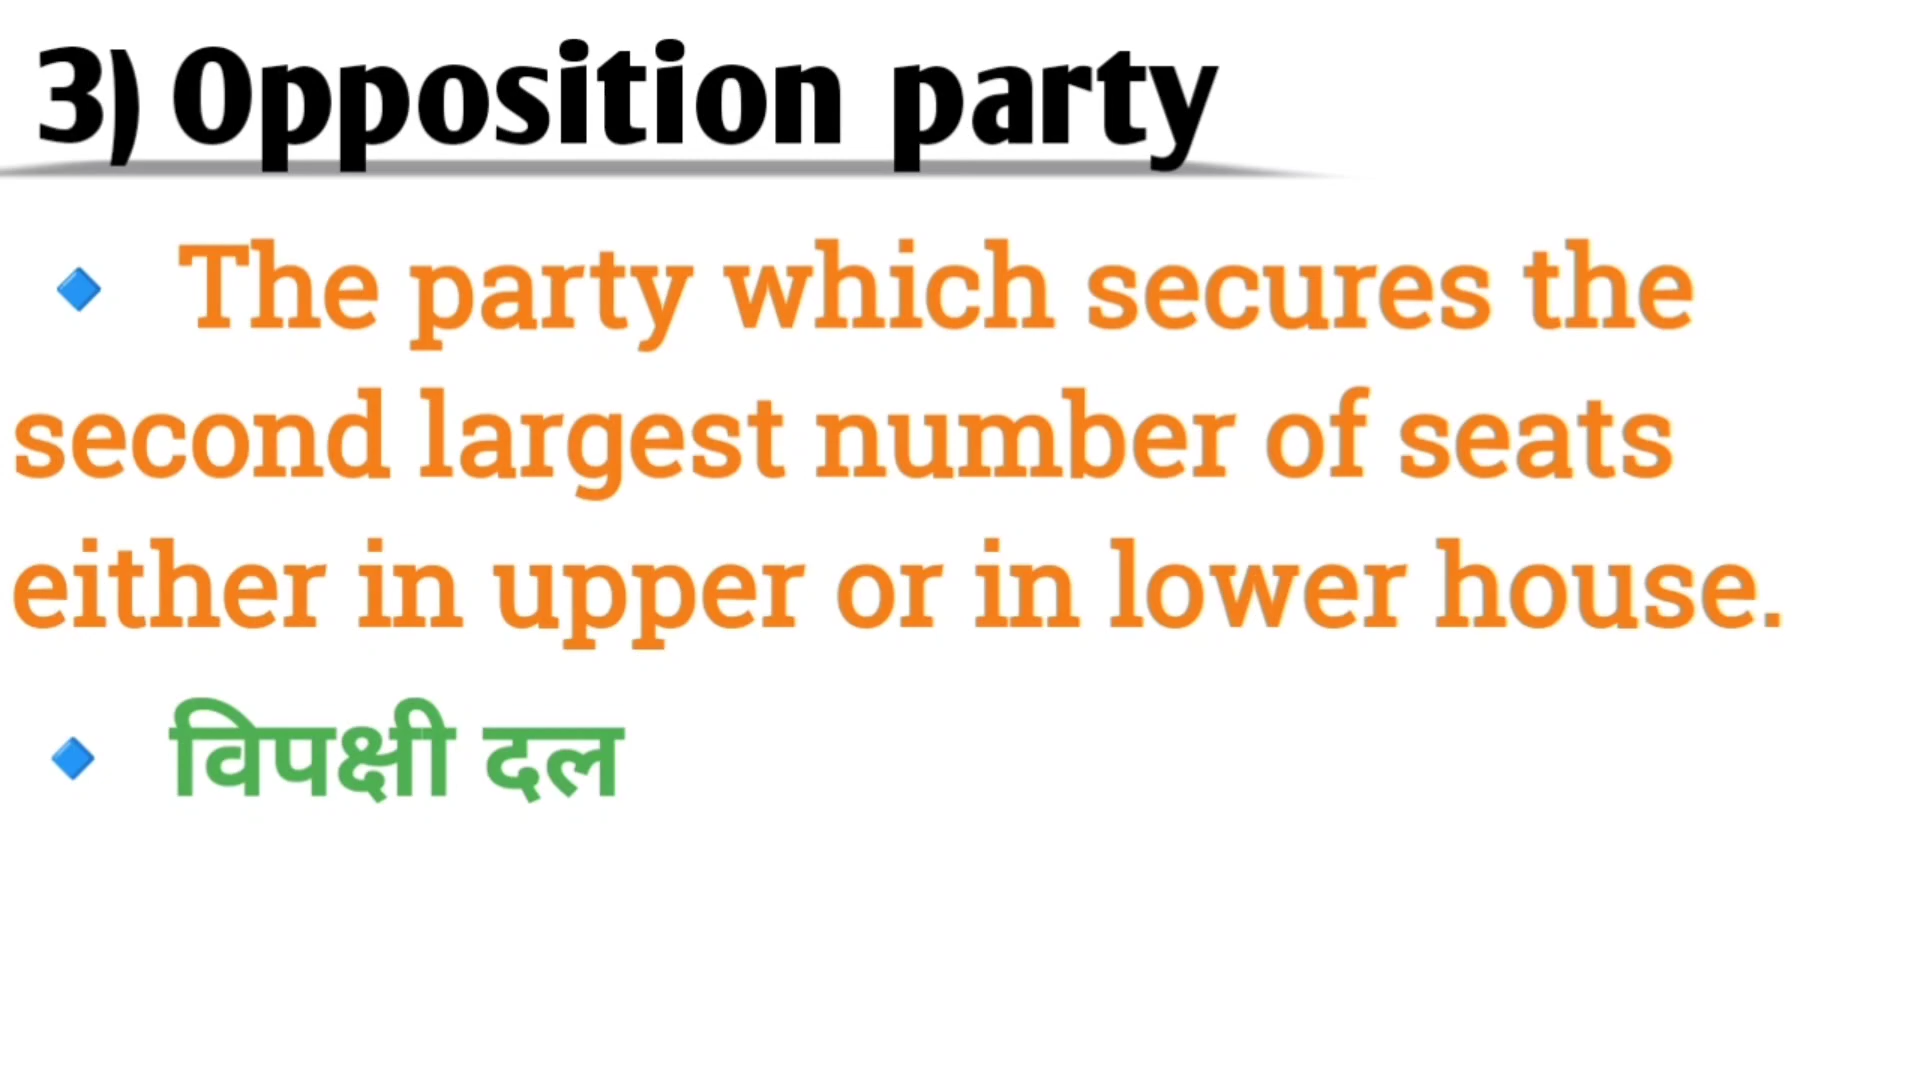 3) Opposition party
🔹 The party which secures the
second largest number of seats
either in upper or in lower house.
🔹 विपक्षी दल